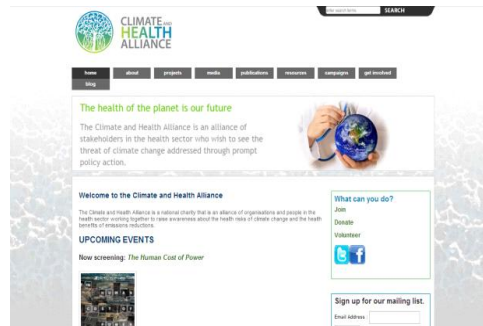 CLIMATE AND
HEALTH
ALLIANCE
SEARCH
home about projects media publications resources campaigns get involved
blog
The health of the planet is our future
The Climate and Health Alliance is an alliance of
stakeholders in the health sector who wish to see the
threat of climate change addressed through prompt
policy action.
Welcome to the Climate and Health Alliance
The Climate and Health Alliance is a national charity that is an alliance of organisations and people in the
health sector working together to raise awareness about the health risks of climate change and the health
benefits of emissions reductions.
UPCOMING EVENTS
Now screening: The Human Cost of Power
What can you do?
Join
Donate
Volunteer
Sign up for our mailing list.
Email Address